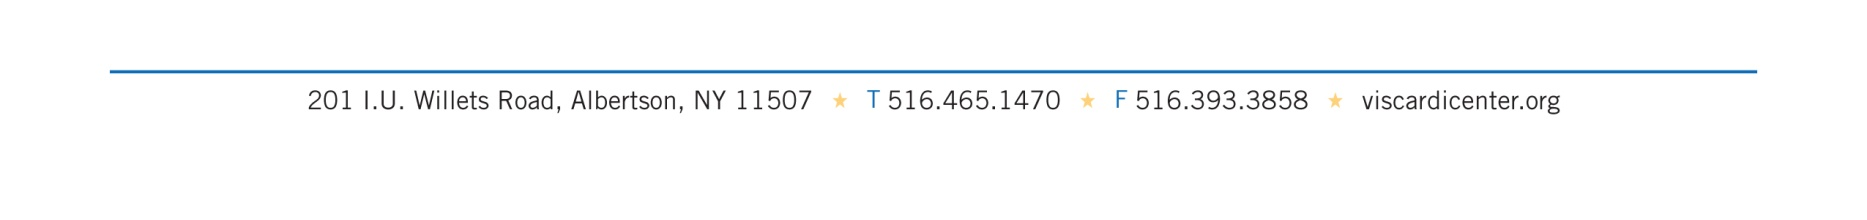 201 I.U. Willets Road, Albertson, NY 11507 ★ T 516.465.1470 ★ F 516.393.3858 ★ viscardicenter.org